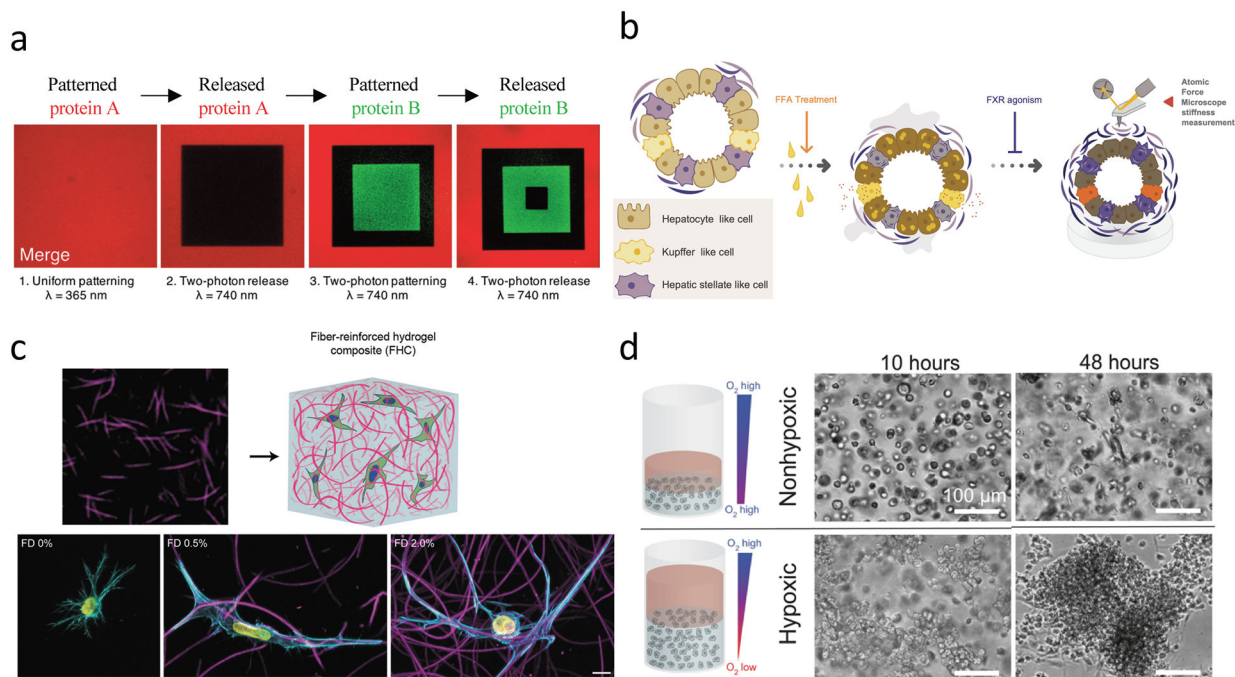 a
Patterned
protein A
Released
protein A
Patterned
protein B
Released
protein B
Merge
1. Uniform patterning
λ = 365 nm
2. Two-photon release
λ = 740 nm
3. Two-photon patterning
λ = 740 nm
4. Two-photon release
λ = 740 nm
b
FFA Treatment
FXR agonism
Atomic
Force
Microscope
stiffness
measurement
Hepatocyte like cell
Kupffer like cell
Hepatic stellate like cell
c
Fiber-reinforced hydrogel
composite (FHC)
FD 0%
FD 0.5%
FD 2.0%
d
10 hours
48 hours
O2 high
O2 high
Nonhypoxic
100 µm
O2 high
O2 low
Hypoxic